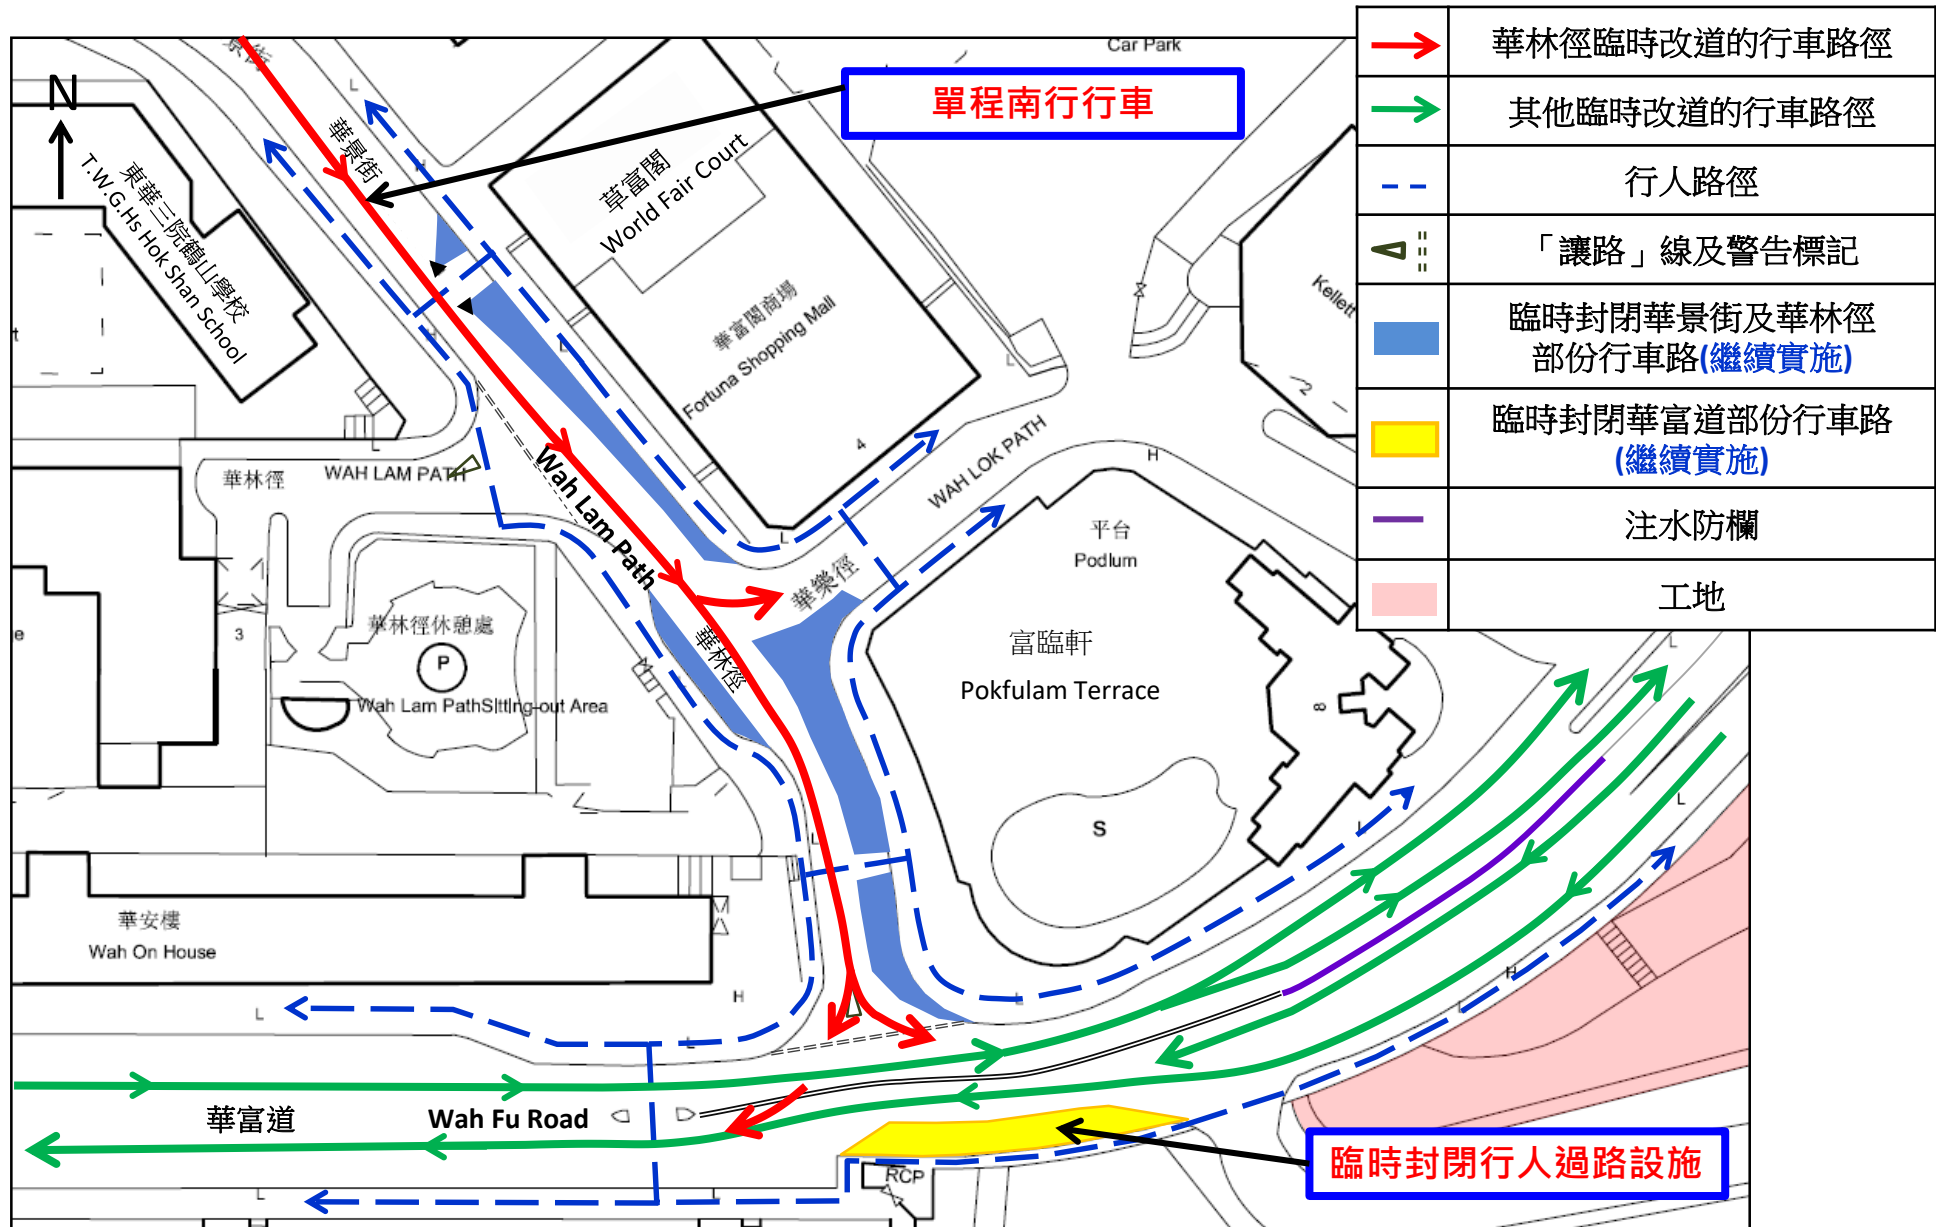 景街
Car Park
N
單程南行行車
華景街
東華三院鶴山學校
T.W.G.Hs Hok Shan School
草富閣
World Fair Court
華富閣商場
Fortuna Shopping Mall
4
Kellett
2
t
H
L
華林徑
WAH LAM PATH
Wah Lam Path
WAH LOK PATH
H
平台
Podium
華樂徑
華林徑
e
3
華林徑休憩處
P
Wah Lam PathSitting-out Area
富臨軒
Pokfulam Terrace
8
S
華安樓
Wah On House
H
L
華富道
Wah Fu Road
RCP
臨時封閉行人過路設施
華林徑臨時改道的行車路徑
其他臨時改道的行車路徑
行人路徑
「讓路」線及警告標記
臨時封閉華景街及華林徑
部份行車路(繼續實施)
臨時封閉華富道部份行車路
(繼續實施)
注水防欄
工地